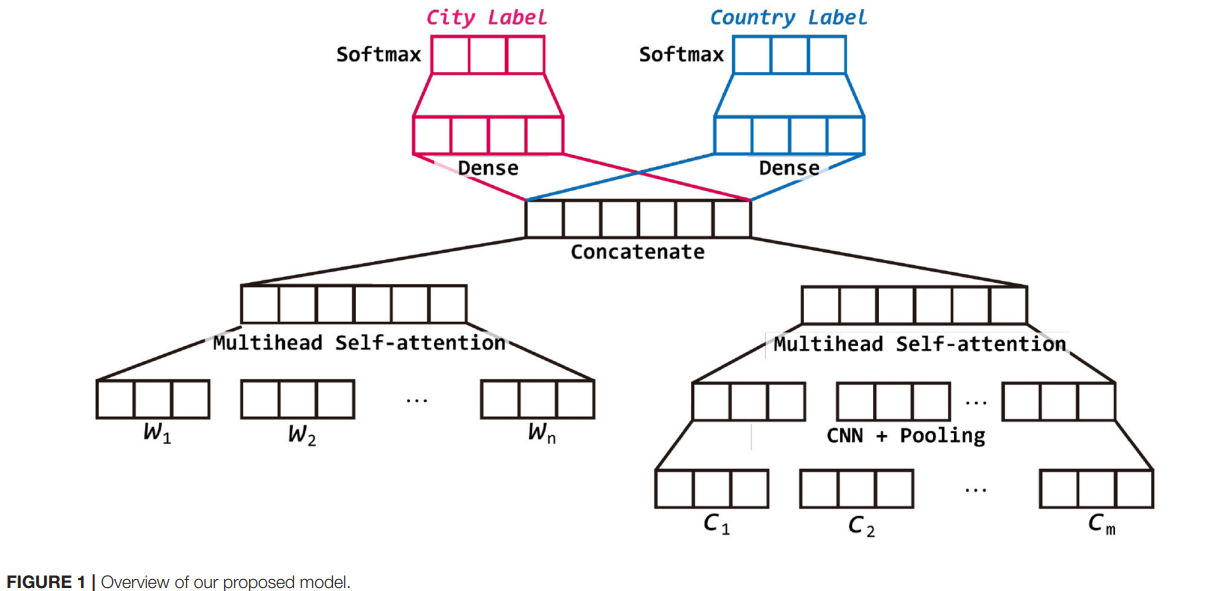 City Label
Country Label
Softmax
Softmax
Dense
Dense
Concatenate
Multihead Self-attention
Multihead Self-attention
W1
W2
...
Wn
...
CNN + Pooling
...
C1
C2
Cm
FIGURE 1 | Overview of our proposed model.